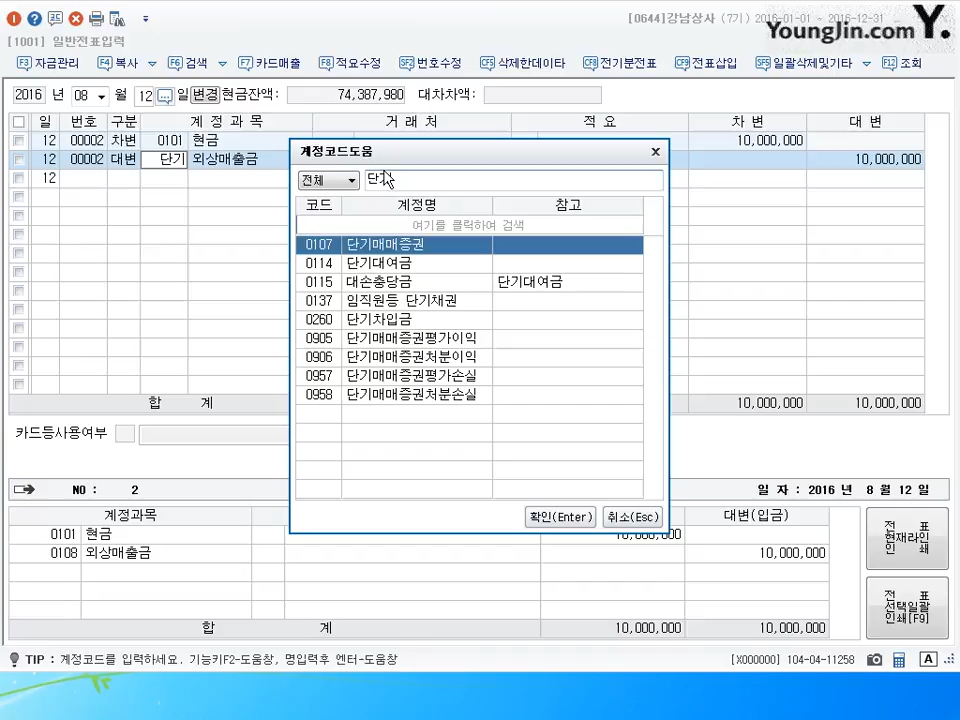 [0644]강남상사 (7기) 2016-01-01 ~ 2016-12-31
YoungJin.com Y.
[1001] 일반전표입력
F3 자금관리 F4 복사 F6 검색 F7 카드매출 F8 적요수정 SF2 번호수정 CF5 삭제한데이타 CF8 전기분전표 CF9 전표삽입 SF5 일괄삭제및기타 F12 조회
2016 년 08 월 12 일 변경 현금잔액: 74,387,980 대차차액:
일 번호 구분 계 정 과 목 거 래 처 적 요 차 변 대 변
12 00002 차변 0101 현금 10,000,000
12 00002 대변 단기 외상매출금 10,000,000
12
합 계 10,000,000 10,000,000
카드등사용여부
계정코드도움 x
전체 단기
코드 계정명 참고
여기를 클릭하여 검색
0107 단기매매증권
0114 단기대여금
0115 대손충당금 단기대여금
0137 임직원등 단기채권
0260 단기차입금
0905 단기매매증권평가이익
0906 단기매매증권처분이익
0957 단기매매증권평가손실
0958 단기매매증권처분손실
확인(Enter) 취소(Esc)
NO : 2 일 자 : 2016 년 8 월 12 일
계정과목 대변(입금)
0101 현금 10,000,000
0108 외상매출금 10,000,000
합 계 10,000,000 10,000,000
전 표
현재라인
인 쇄
전 표
선택일괄
인쇄[F9]
TIP : 계정코드를 입력하세요. 기능키F2-도움창, 명입력후 엔터-도움창 [X000000] 104-04-11258 A